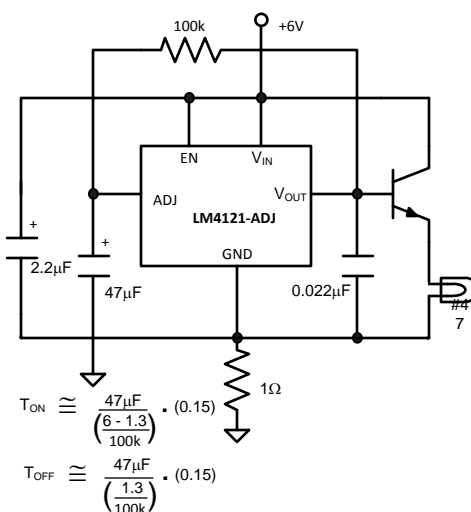 100k
+6V
+
EN
VIN
ADJ
LM4121-ADJ
VOUT
GND
+
2.2µF
47µF
0.022µF
#4
7
1Ω
TON ≅ 47µF / ((6 - 1.3) / 100k) · (0.15)
TOFF ≅ 47µF / (1.3 / 100k) · (0.15)